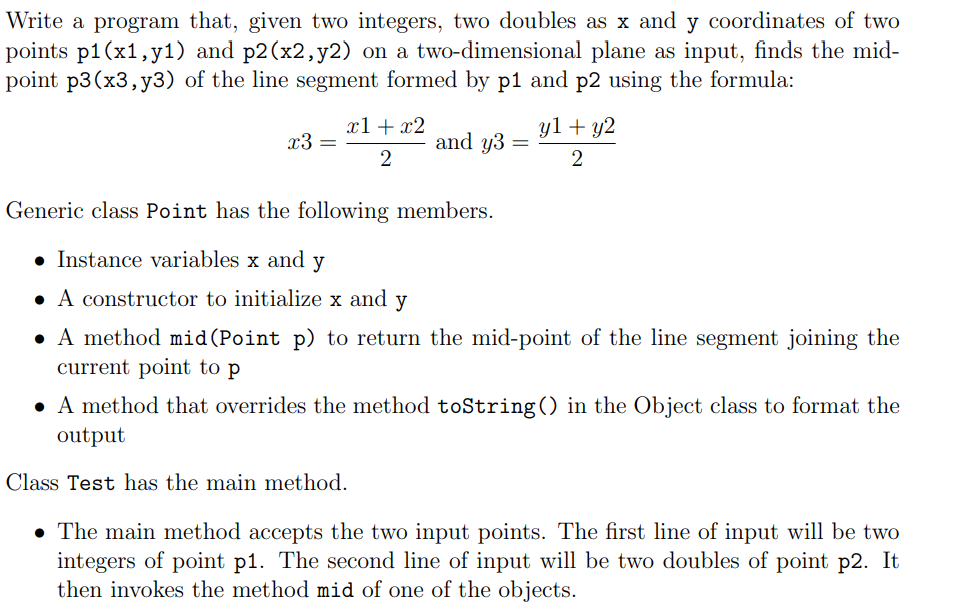 Write a program that, given two integers, two doubles as x and y coordinates of two
points p1(x1,y1) and p2(x2,y2) on a two-dimensional plane as input, finds the mid-
point p3(x3,y3) of the line segment formed by p1 and p2 using the formula:
x3 = (x1 + x2)/2 and y3 = (y1 + y2)/2
Generic class Point has the following members.
• Instance variables x and y
• A constructor to initialize x and y
• A method mid(Point p) to return the mid-point of the line segment joining the
current point to p
• A method that overrides the method toString() in the Object class to format the
output
Class Test has the main method.
• The main method accepts the two input points. The first line of input will be two
integers of point p1. The second line of input will be two doubles of point p2. It
then invokes the method mid of one of the objects.